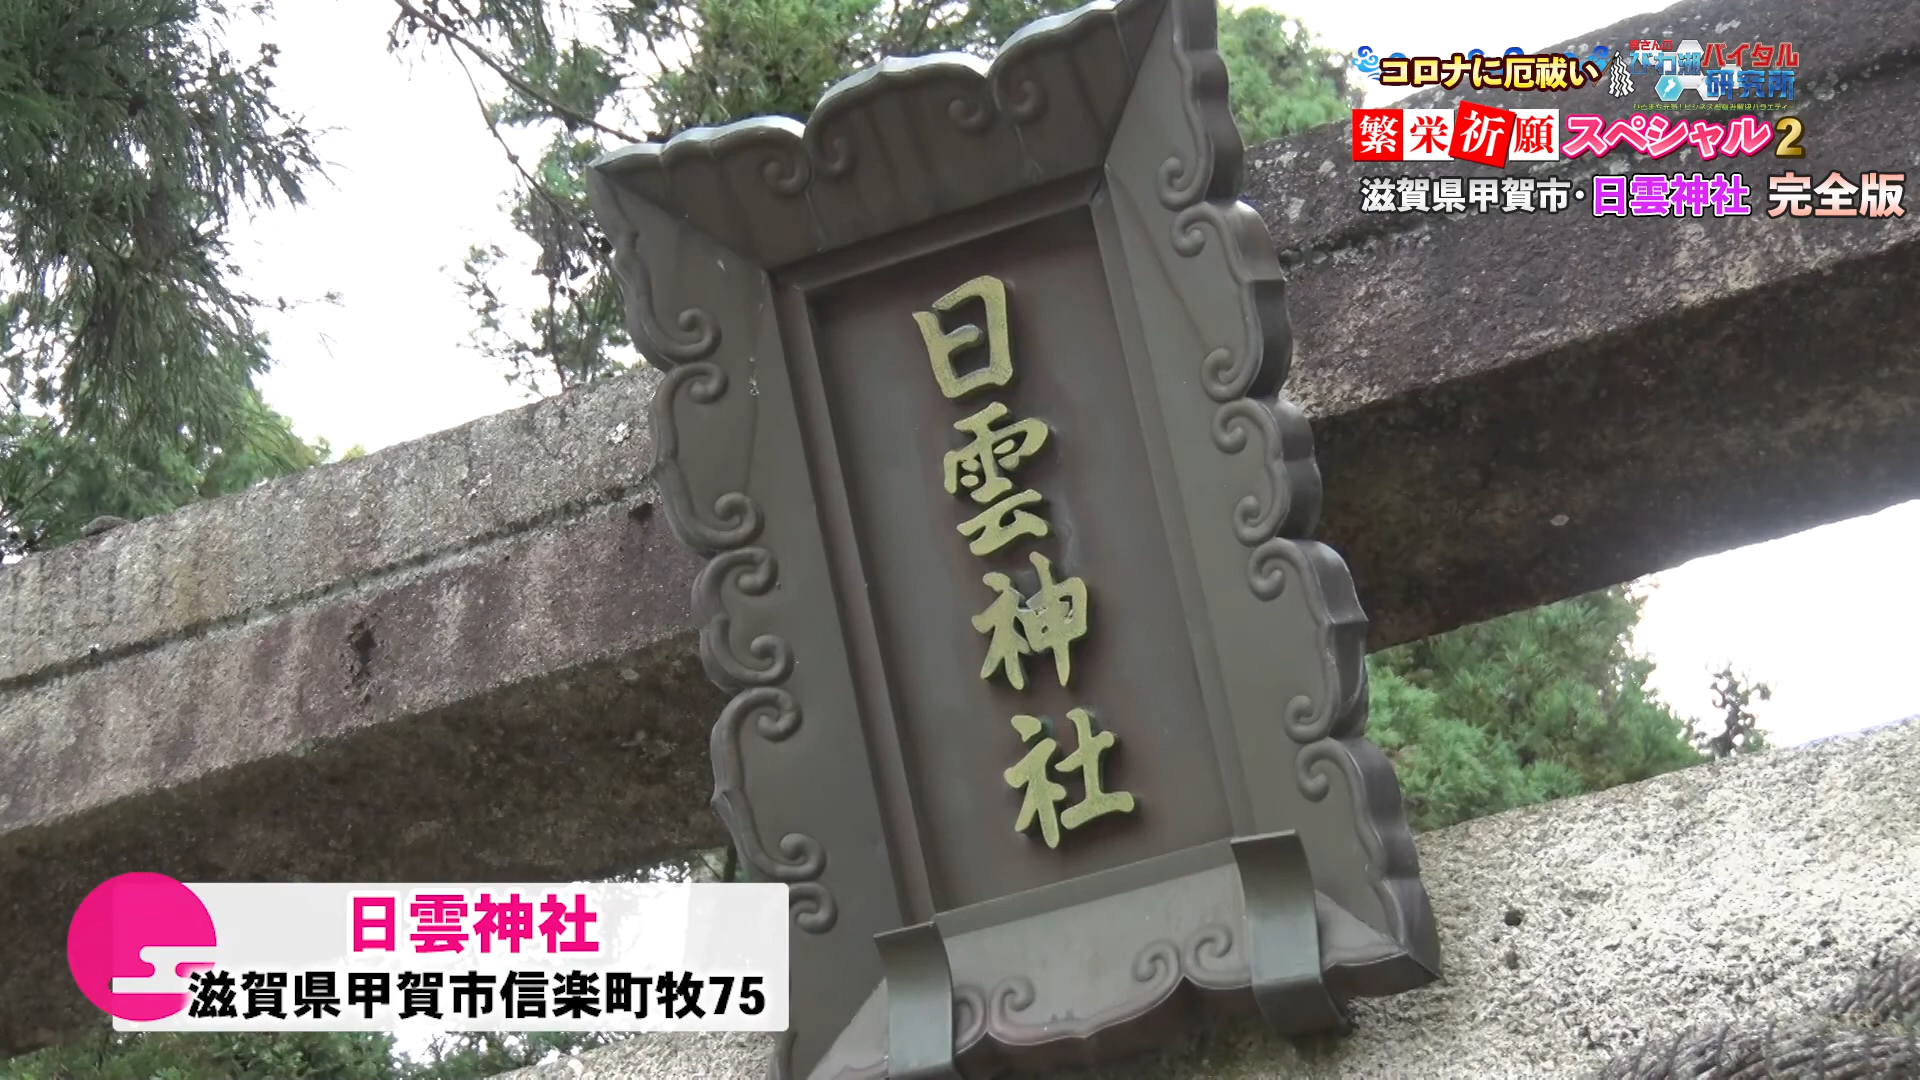 コロナに厄祓い
びわ湖バイタル研究所
繁栄祈願スペシャル2
滋賀県甲賀市・日雲神社 完全版
日雲神社
日雲神社
滋賀県甲賀市信楽町牧75